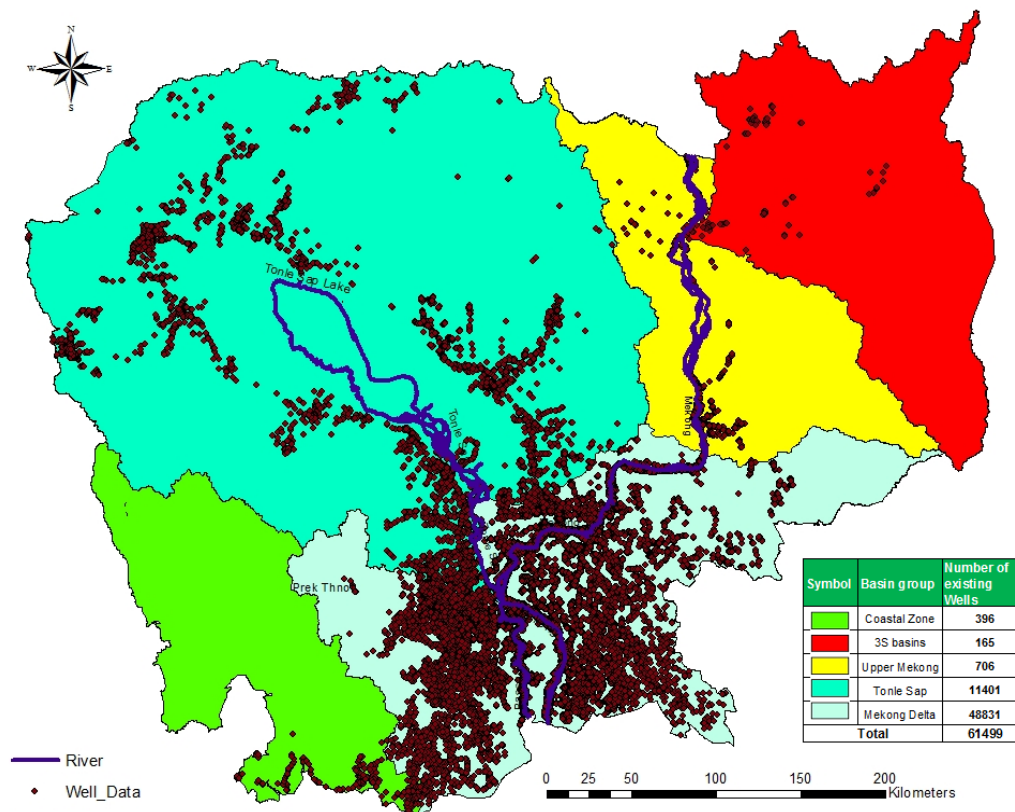 N
W E
S
Tonle Sap Lake
Tonle
Mekong
Prek Thno
Symbol Basin group Number of
existing
Wells
Coastal Zone 396
3S basins 165
Upper Mekong 706
Tonle Sap 11401
Mekong Delta 48831
Total 61499
River
Well_Data
0 25 50 100 150 200
Kilometers